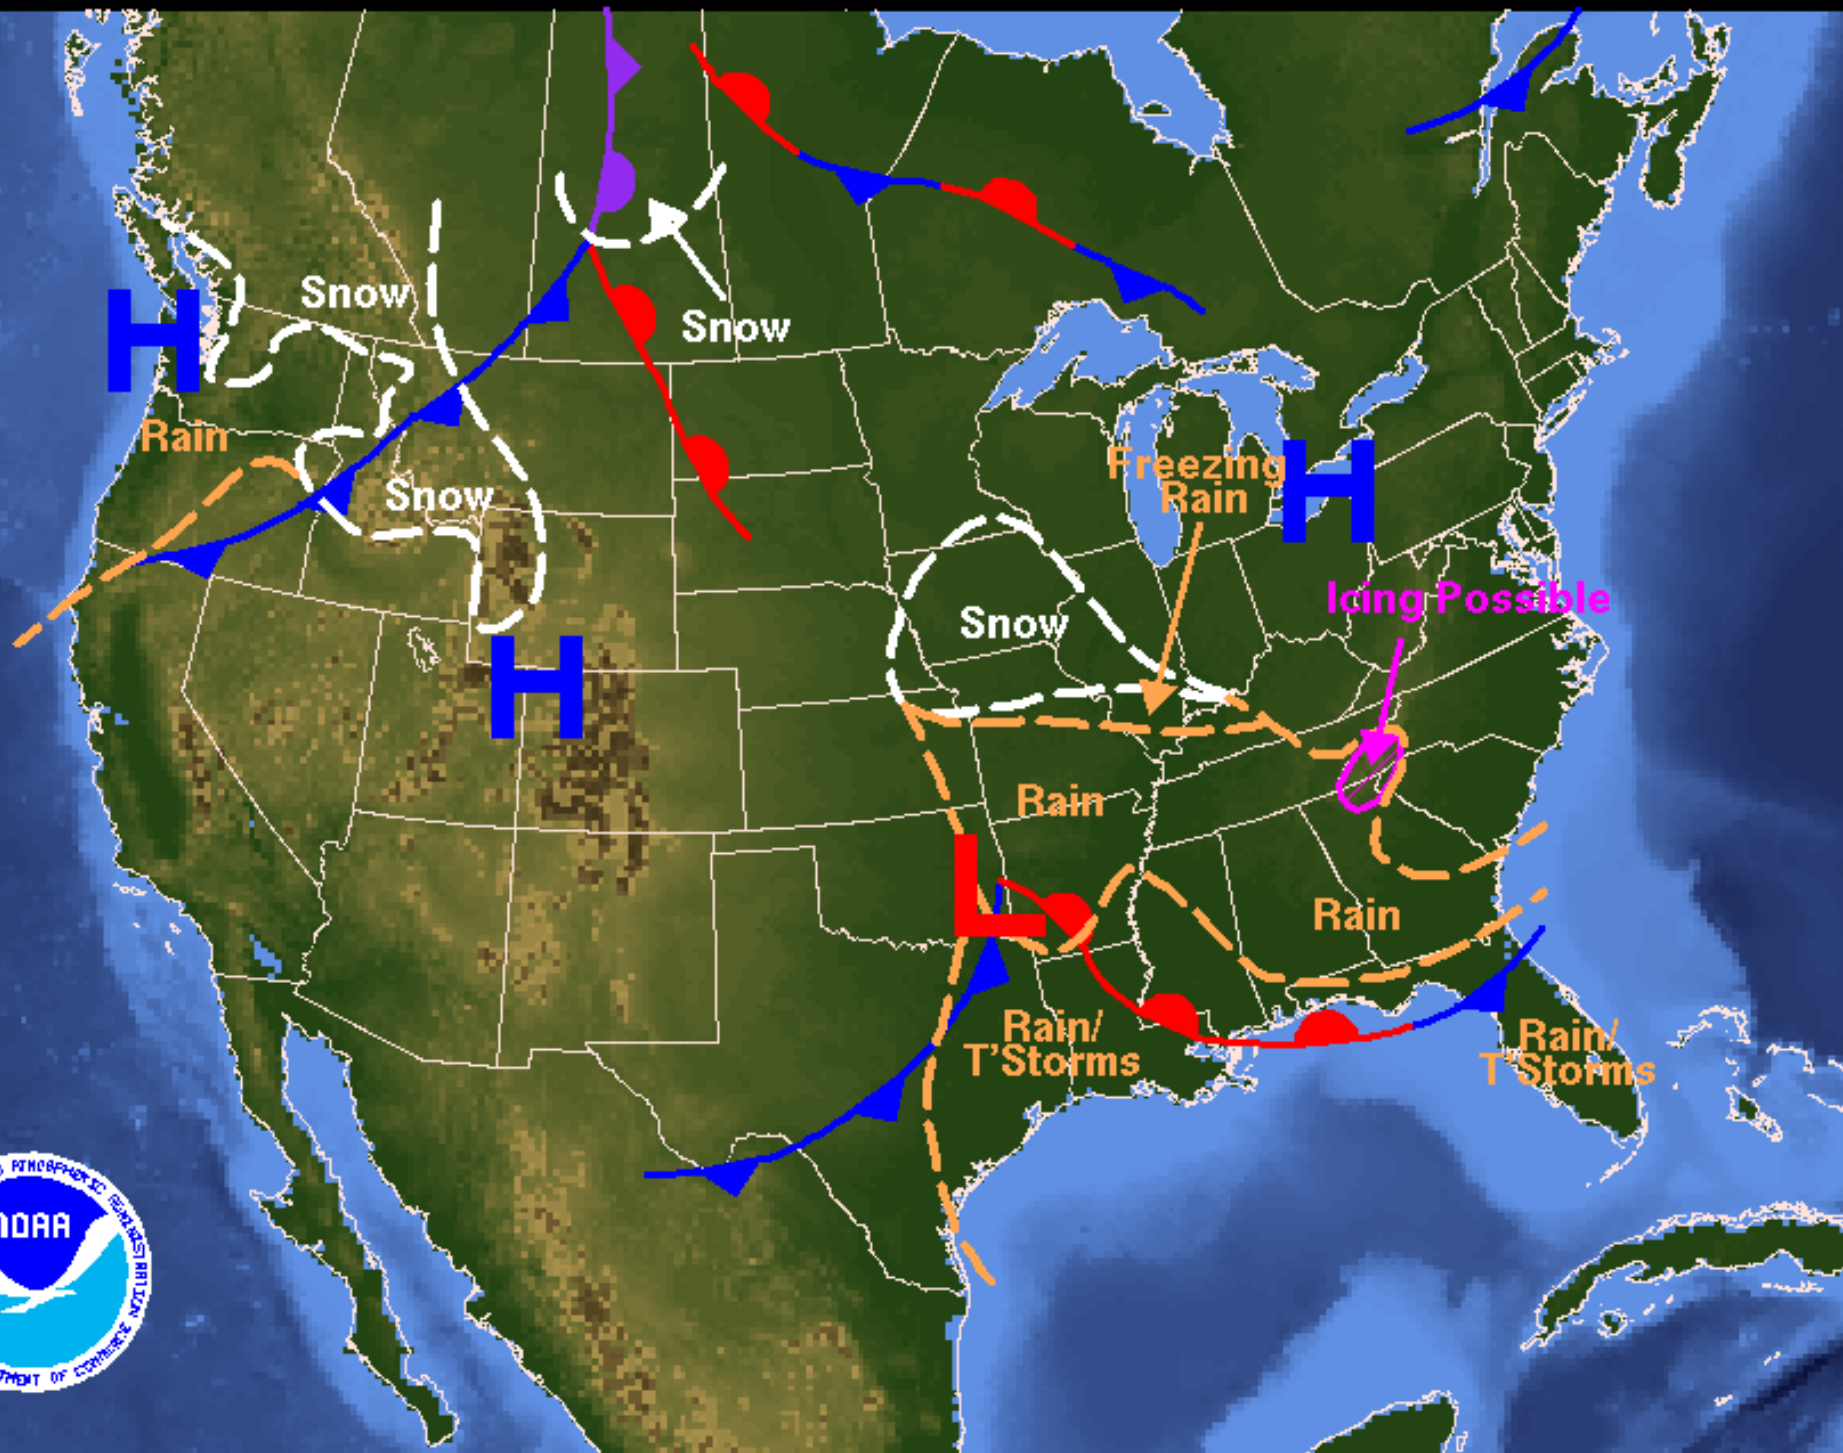 Snow
Snow
H
Rain
Freezing
Rain
H
Snow
Icing Possible
Snow
H
Rain
L
Rain
Rain/
T'Storms
Rain/
T'Storms
NOAA